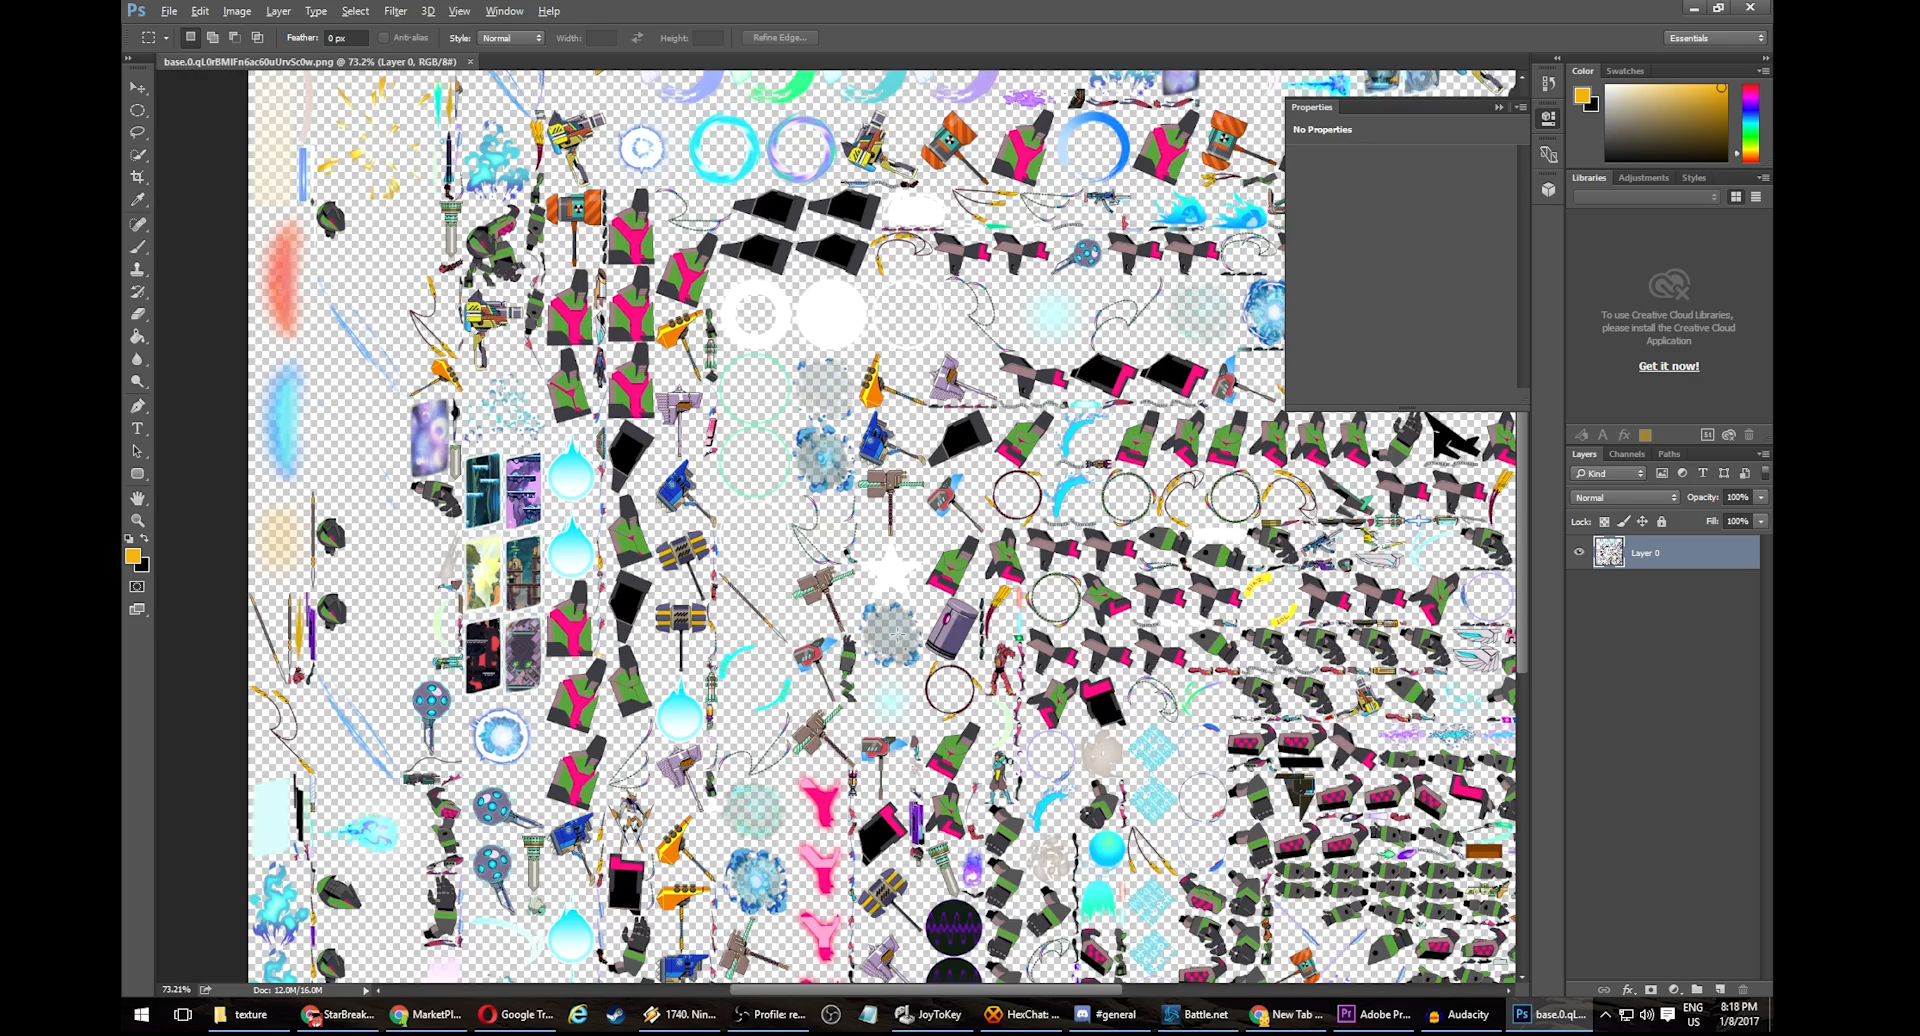 Ps File Edit Image Layer Type Select Filter 3D View Window Help
Feather: 0 px Anti-alias Style: Normal Width: Height: Refine Edge... Essentials
base.0.qL0rBMIFn6ac60uUrvSc0w.png @ 73.2% (Layer 0, RGB/8#) ×
Color Swatches
Properties
No Properties
Libraries Adjustments Styles
To use Creative Cloud Libraries,
please install the Creative Cloud
Application
Get it now!
Layers Channels Paths
Kind
Normal Opacity: 100%
Lock: Fill: 100%
Layer 0
73.21% Doc: 12.0M/16.0M
texture StarBreak... MarketPl... Google Tr... 1740. Nin... Profile: re... JoyToKey HexChat: ... #general Battle.net New Tab ... Adobe Pr... Audacity base.0.qL...
ENG
US
8:18 PM
1/8/2017